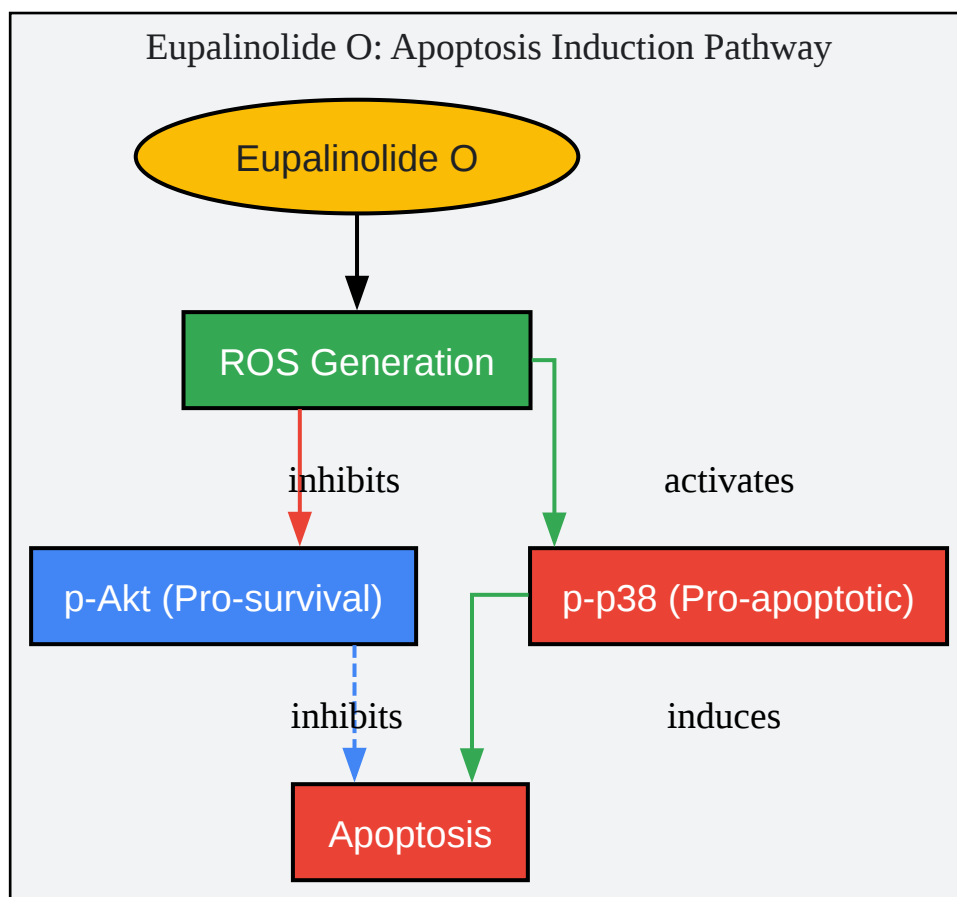 Eupalinolide O: Apoptosis Induction Pathway
Eupalinolide O
ROS Generation
inhibits
activates
p-Akt (Pro-survival)
p-p38 (Pro-apoptotic)
inhibits
induces
Apoptosis